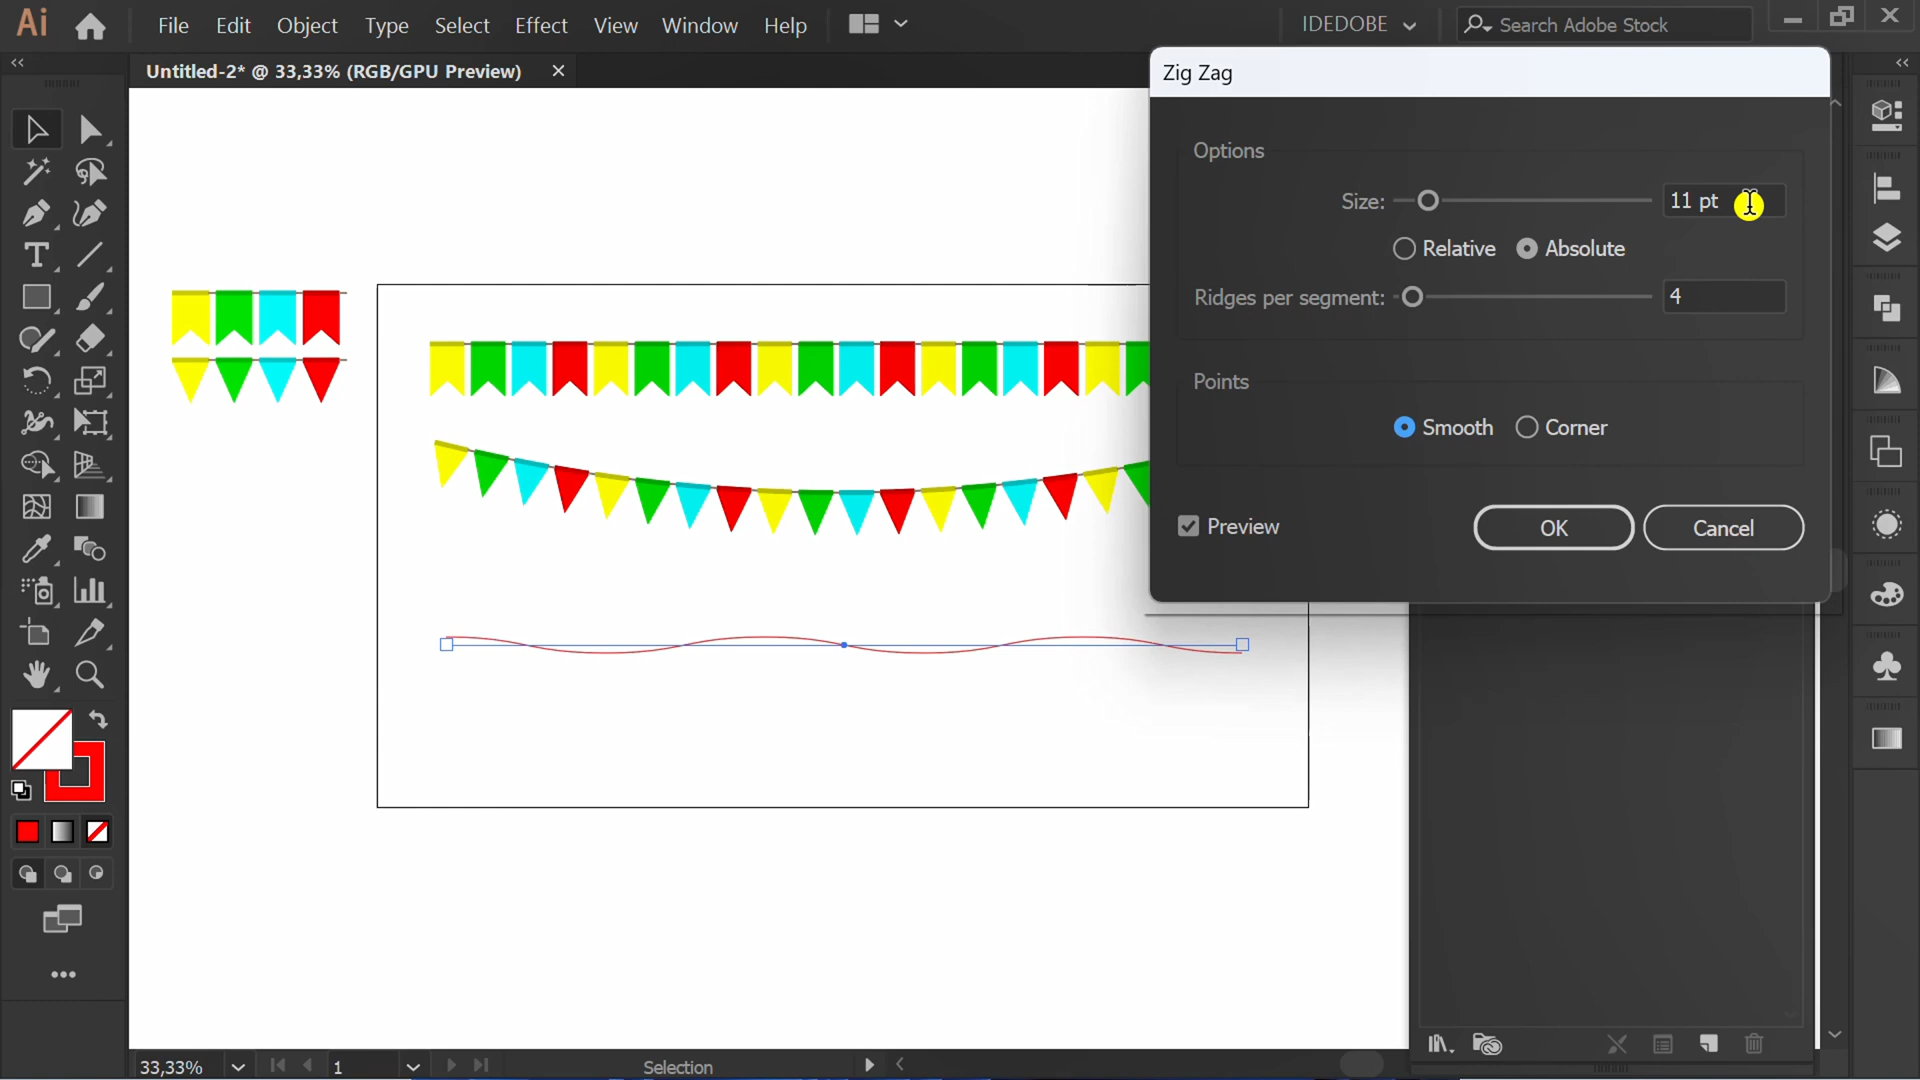 Ai File Edit Object Type Select Effect View Window Help IDEDOBE Search Adobe Stock
Untitled-2* @ 33,33% (RGB/GPU Preview)
Zig Zag
Options
Size: 11 pt
Relative Absolute
Ridges per segment: 4
Points
Smooth Corner
Preview OK Cancel
33,33% 1 Selection